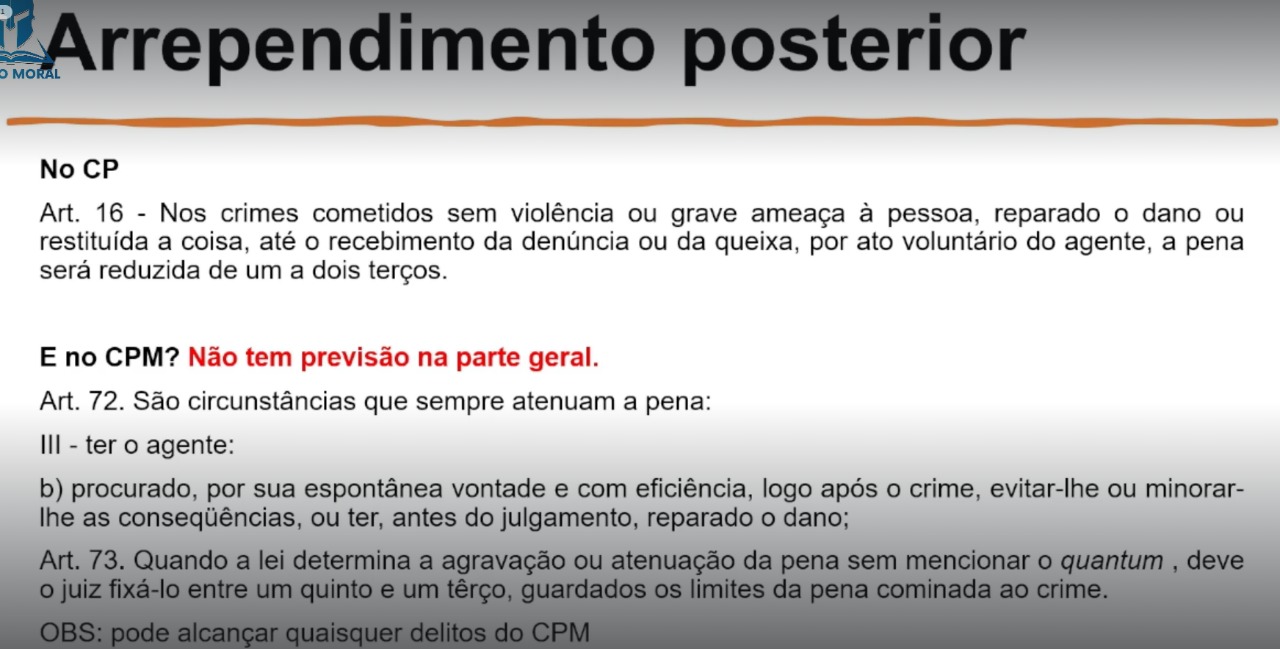 1
O MORAL
Arrependimento posterior
No CP
Art. 16 - Nos crimes cometidos sem violência ou grave ameaça à pessoa, reparado o dano ou
restituída a coisa, até o recebimento da denúncia ou da queixa, por ato voluntário do agente, a pena
será reduzida de um a dois terços.
E no CPM? Não tem previsão na parte geral.
Art. 72. São circunstâncias que sempre atenuam a pena:
III - ter o agente:
b) procurado, por sua espontânea vontade e com eficiência, logo após o crime, evitar-lhe ou minorar-
lhe as conseqüências, ou ter, antes do julgamento, reparado o dano;
Art. 73. Quando a lei determina a agravação ou atenuação da pena sem mencionar o quantum , deve
o juiz fixá-lo entre um quinto e um têrço, guardados os limites da pena cominada ao crime.
OBS: pode alcançar quaisquer delitos do CPM